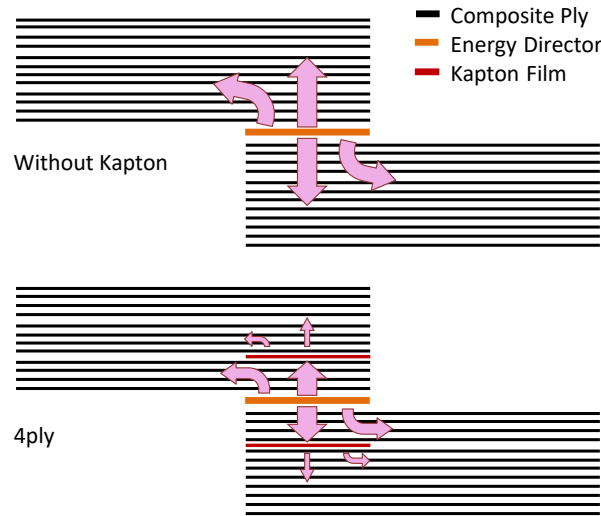 Composite Ply
Energy Director
Kapton Film
Without Kapton
4ply